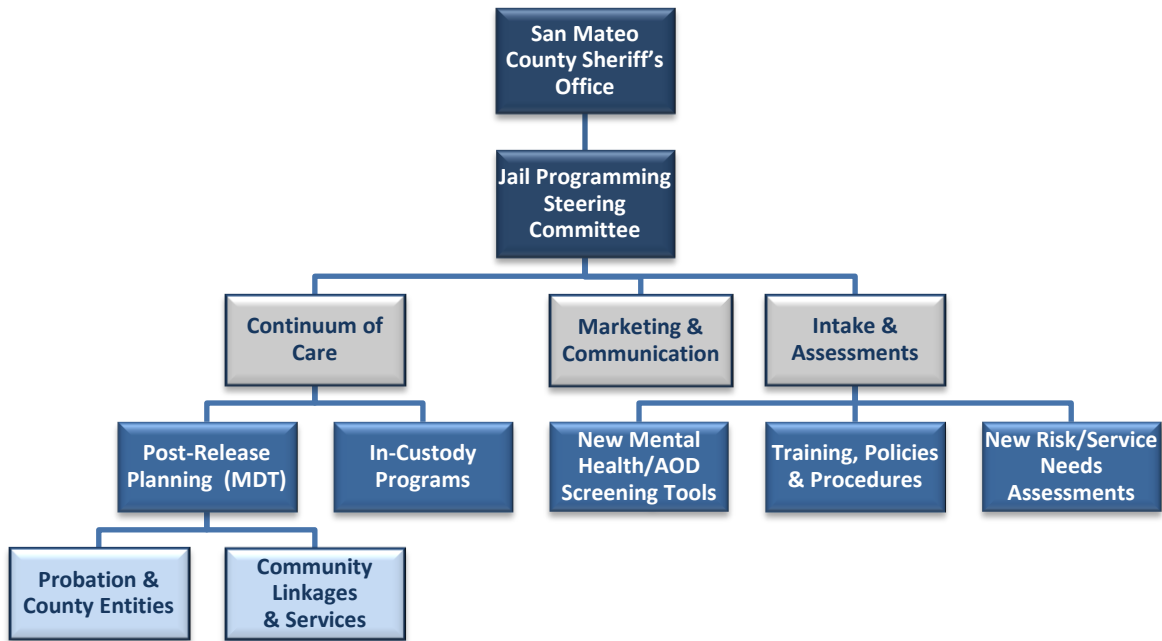 San Mateo
County Sheriff’s
Office
Jail Programming
Steering
Committee
Continuum of
Care
Marketing &
Communication
Intake &
Assessments
Post-Release
Planning (MDT)
In-Custody
Programs
New Mental
Health/AOD
Screening Tools
Training, Policies
& Procedures
New Risk/Service
Needs
Assessments
Probation &
County Entities
Community
Linkages
& Services